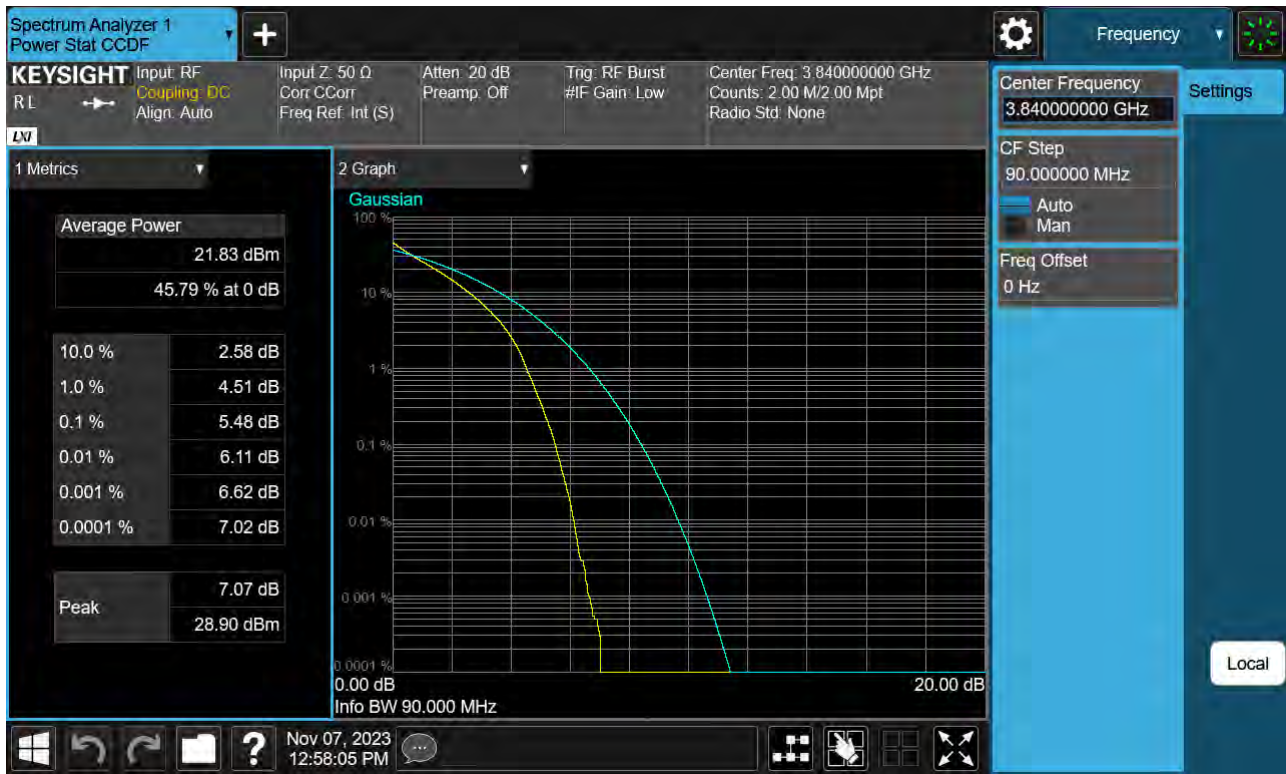 Spectrum Analyzer 1
Power Stat CCDF
+
Frequency
KEYSIGHT
RL
LXI
Input: RF
Coupling: DC
Align: Auto
Input Z: 50 Ω
Corr CCorr
Freq Ref: Int (S)
Atten: 20 dB
Preamp: Off
Trig: RF Burst
#IF Gain: Low
Center Freq: 3.840000000 GHz
Counts: 2.00 M/2.00 Mpt
Radio Std: None
Center Frequency
3.840000000 GHz
Settings
CF Step
90.000000 MHz
Auto
Man
Freq Offset
0 Hz
1 Metrics
Average Power
21.83 dBm
45.79 % at 0 dB
10.0 % 2.58 dB
1.0 % 4.51 dB
0.1 % 5.48 dB
0.01 % 6.11 dB
0.001 % 6.62 dB
0.0001 % 7.02 dB
Peak
7.07 dB
28.90 dBm
2 Graph
Gaussian
100 %
10 %
1 %
0.1 %
0.01 %
0.001 %
0.0001 %
0.00 dB 20.00 dB
Info BW 90.000 MHz
Local
?
Nov 07, 2023
12:58:05 PM